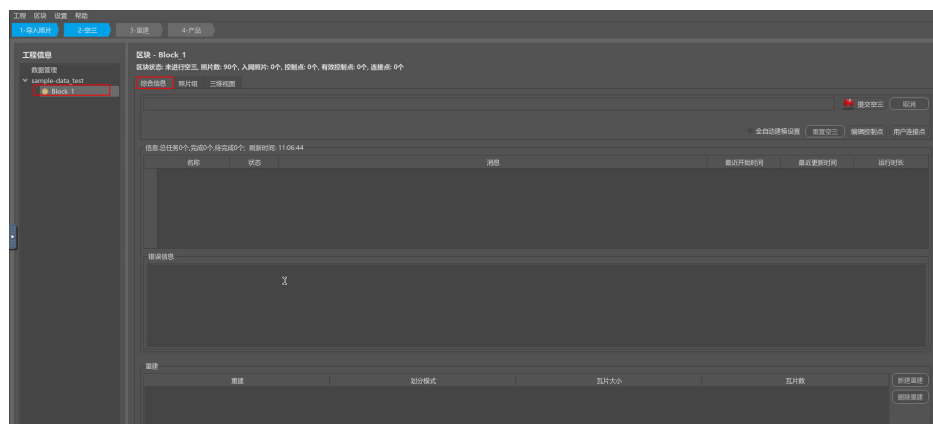 工程 区块 设置 帮助
1-导入照片 2-空三 3-重建 4-产品
工程信息
数据管理
sample-data_test
Block_1
区块 - Block_1
区块状态: 未进行空三, 照片数: 90个, 入网照片: 0个, 控制点: 0个, 有效控制点: 0个, 连接点: 0个
综合信息 照片组 三维视图
提交空三 取消
全自动建模设置 重置空三 编辑控制点 用户连接点
信息:总任务0个,完成0个,待完成0个; 刷新时间: 11:06:44
名称 状态 消息 最近开始时间 最近更新时间 运行时长
错误信息
重建
重建 划分模式 瓦片大小 瓦片数 新建重建
删除重建